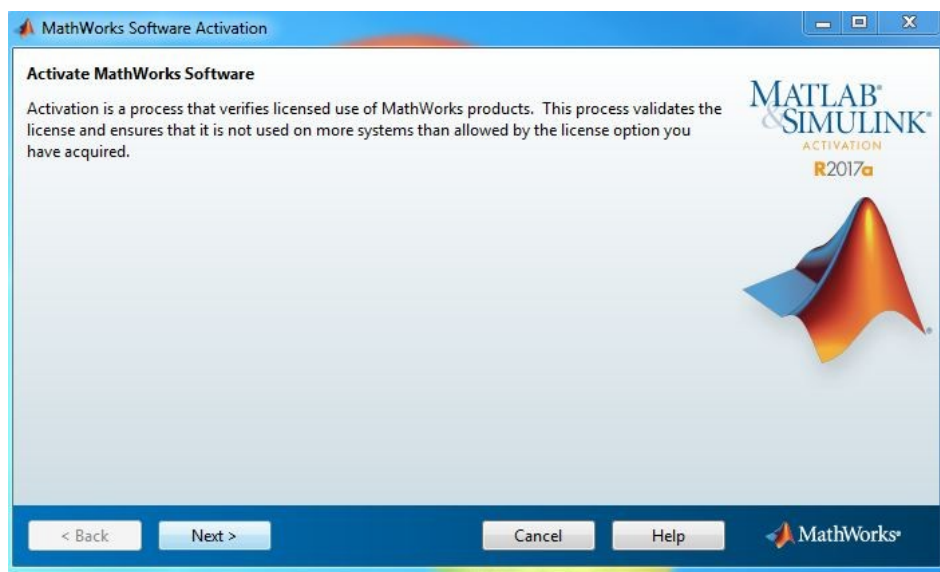 MathWorks Software Activation
Activate MathWorks Software
Activation is a process that verifies licensed use of MathWorks products. This process validates the
license and ensures that it is not used on more systems than allowed by the license option you
have acquired.
MATLAB®
&SIMULINK®
ACTIVATION
R2017a
®
< Back Next > Cancel Help MathWorks®